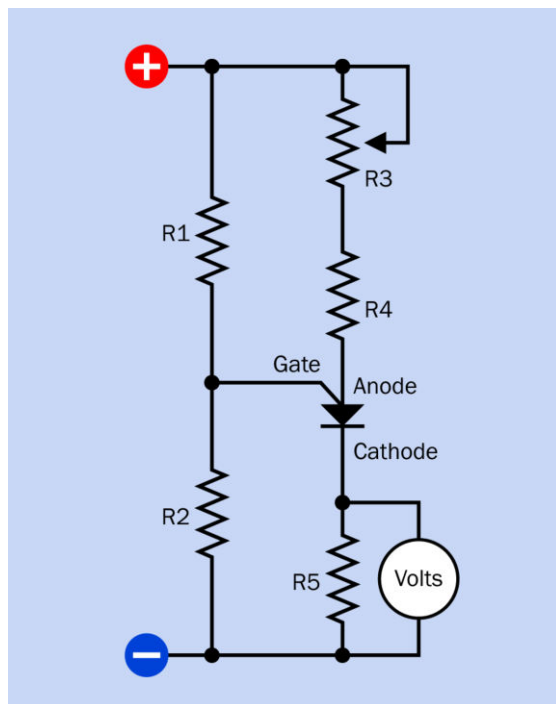 +
R3
R1
R4
Gate
Anode
Cathode
R2
R5
Volts
−